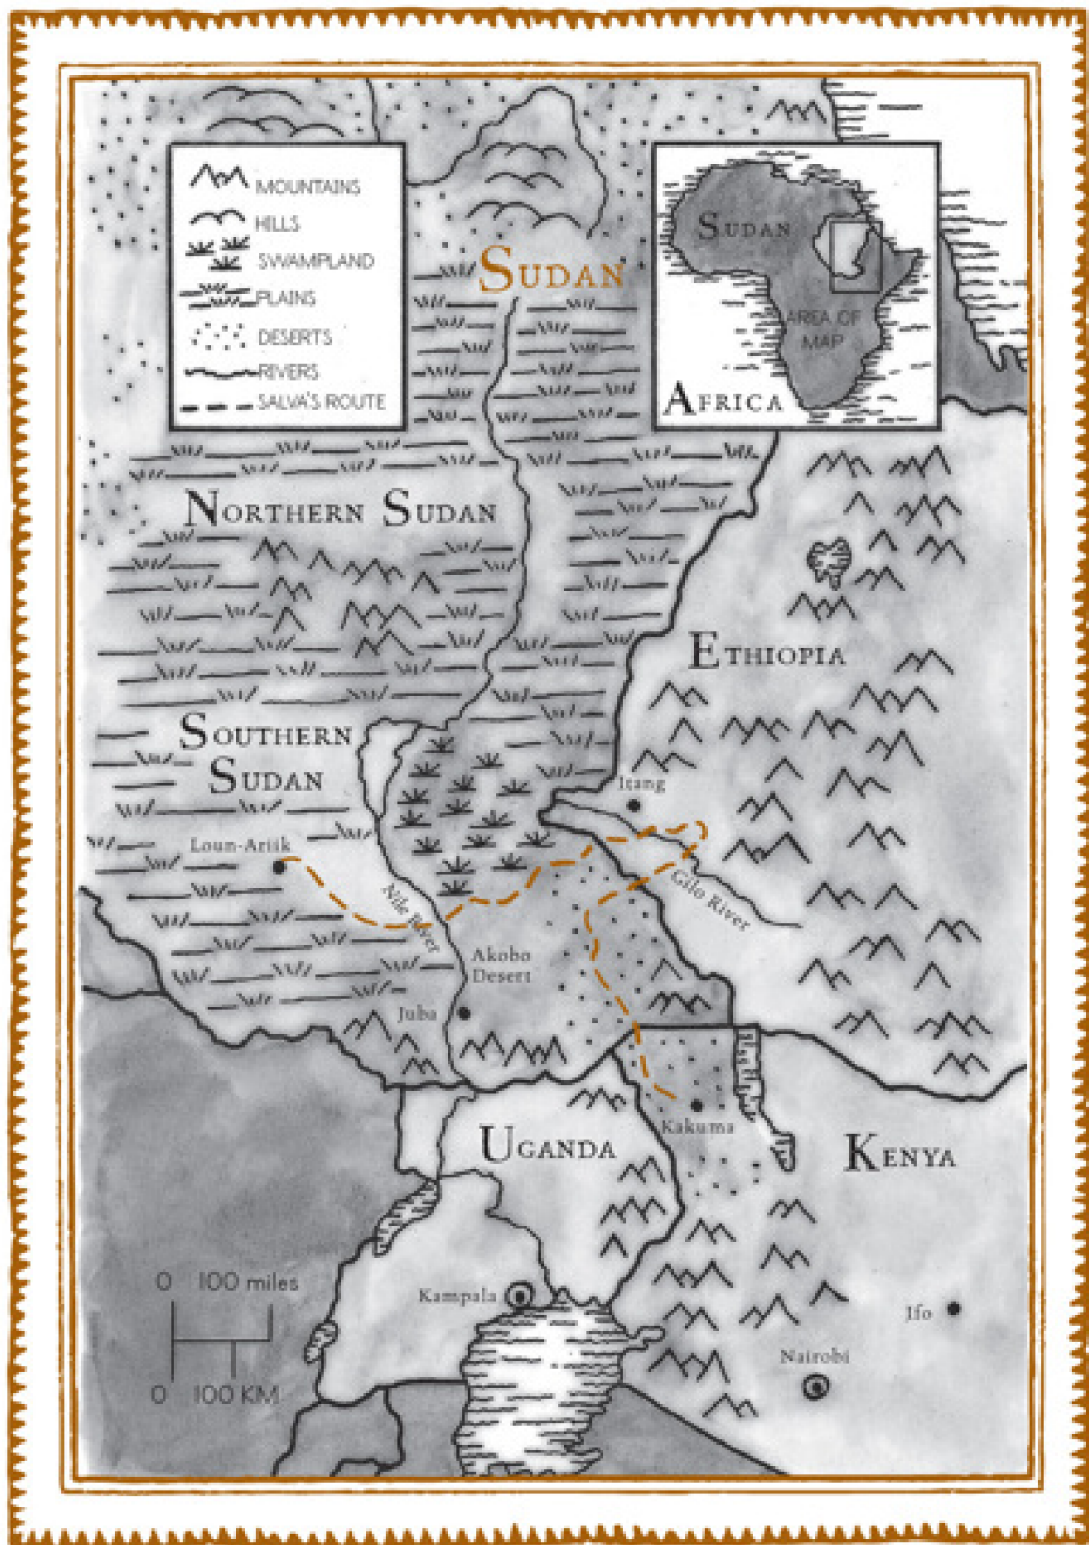 MOUNTAINS
HILLS
SWAMPLAND
PLAINS
DESERTS
RIVERS
SALVA'S ROUTE
SUDAN
AREA OF
MAP
AFRICA
SUDAN
NORTHERN SUDAN
ETHIOPIA
SOUTHERN
SUDAN
Itang
Loun-Ariik
Nile River
Gilo River
Akobo
Desert
Juba
Kakuma
UGANDA
KENYA
0 100 miles
0 100 KM
Kampala
Ifo
Nairobi